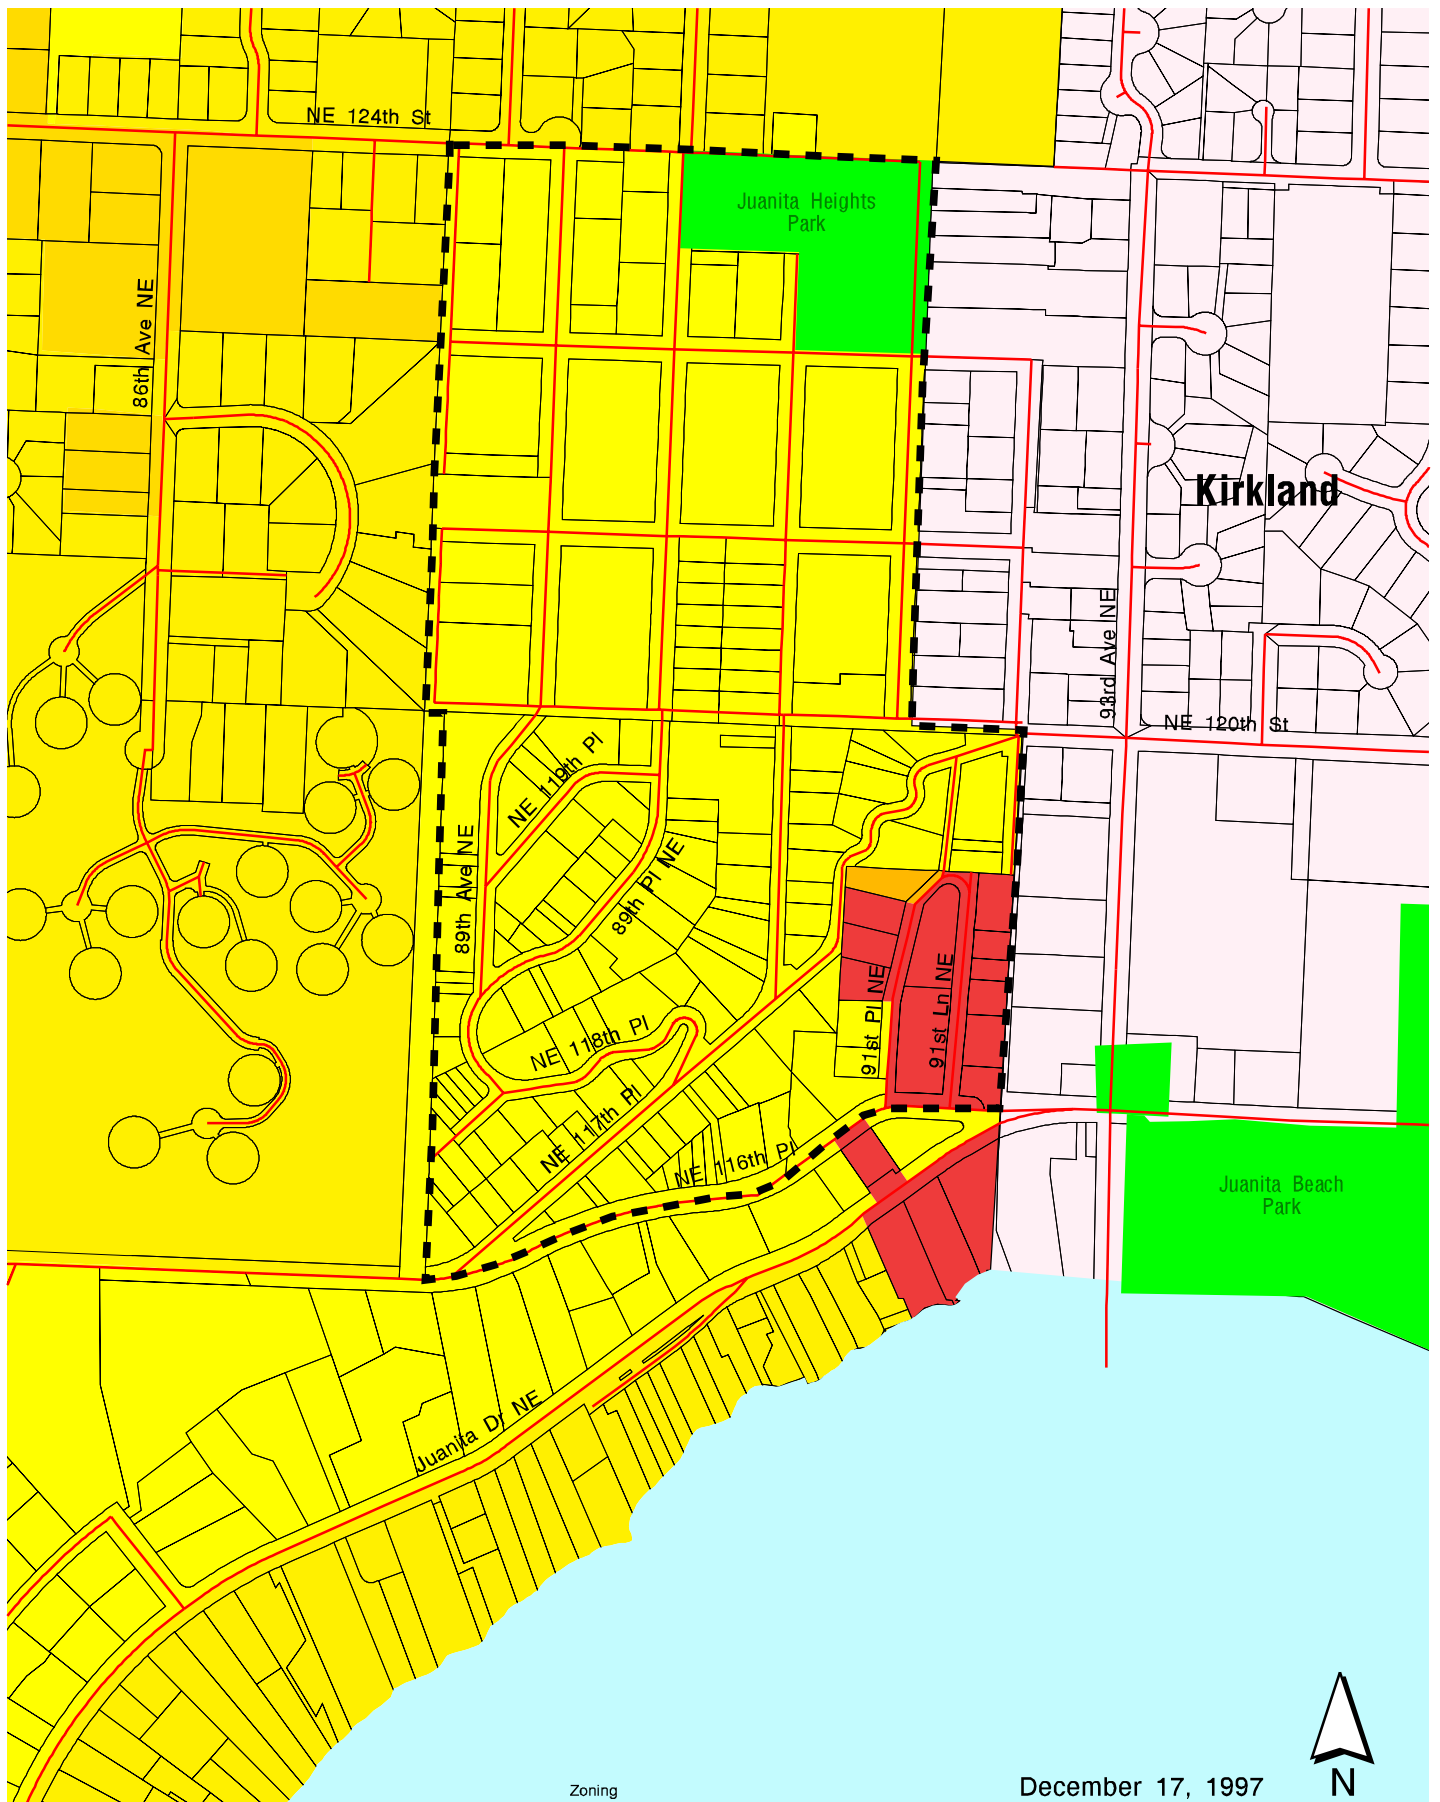 NE 124th St
Juanita Heights
Park
86th Ave NE
Kirkland
93rd Ave NE
NE 120th St
NE 119th Pl
89th Ave NE
89th Pl NE
91st Pl NE
91st Ln NE
NE 118th Pl
NE 117th Pl
NE 116th Pl
Juanita Beach
Park
Juanita Dr NE
Zoning
December 17, 1997
N